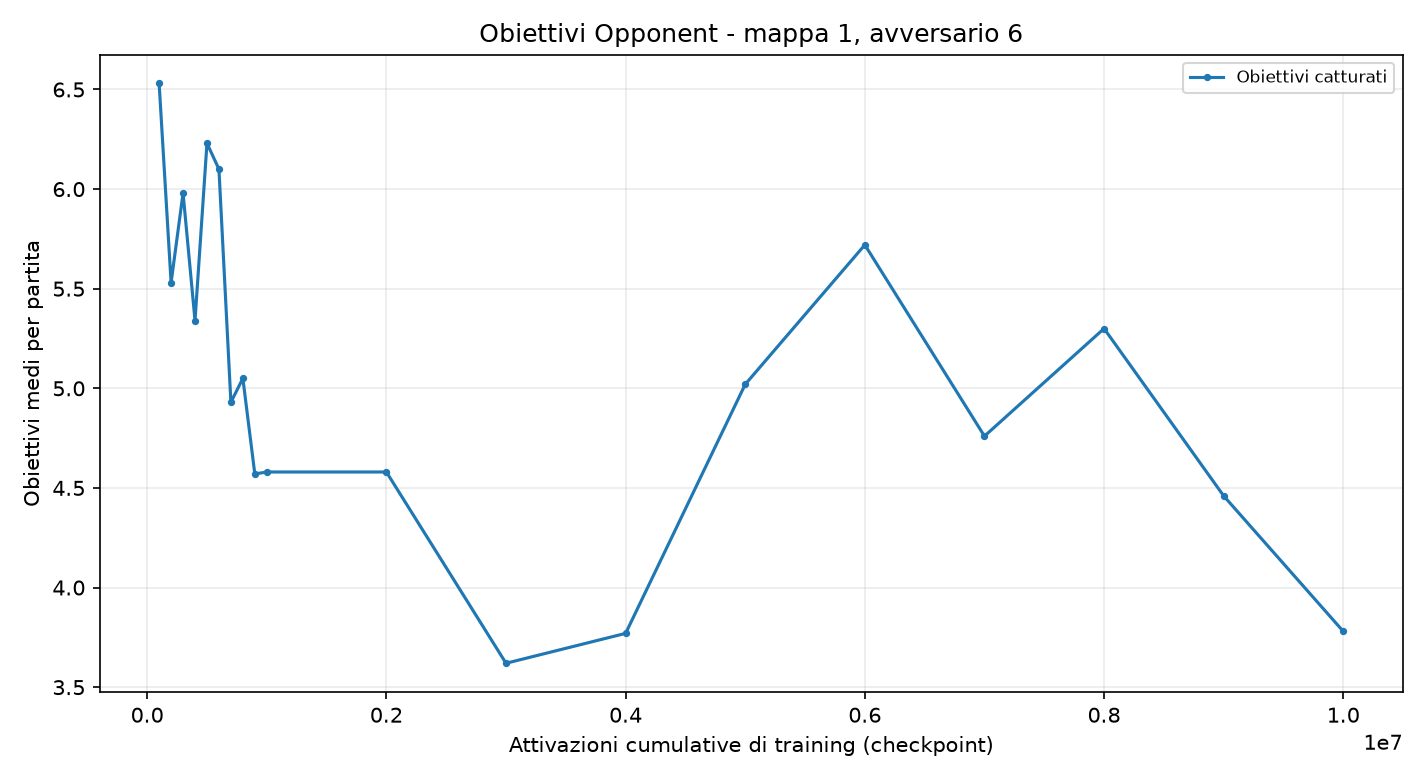 Obiettivi Opponent - mappa 1, avversario 6
Obiettivi catturati
Obiettivi medi per partita
6.5
6.0
5.5
5.0
4.5
4.0
3.5
0.0 0.2 0.4 0.6 0.8 1.0
1e7
Attivazioni cumulative di training (checkpoint)